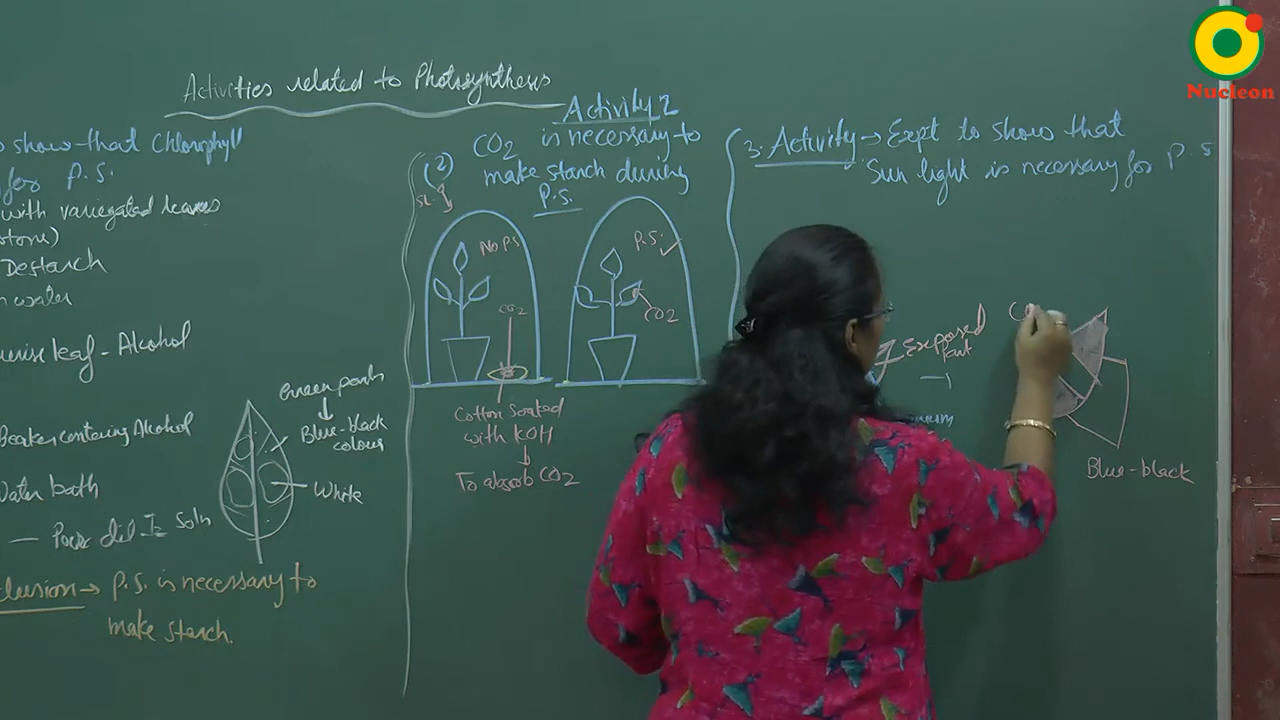 Nucleon
Activities related to Photosynthesis
show that Chlorophyll
for P.S.
with variegated leaves
Destarch
water
leaf - Alcohol
Beaker containing Alcohol
Water bath
— Pour dil. I2 Soln
clusion → P.S. is necessary to
make starch.
Green parts
↓
Blue-black
colour
White
Activity 2
(2) CO2 is necessary to
make starch during
P.S.
No P.S
CO2
P.S. ✓
CO2
Cotton Soaked
with KOH
↓
To absorb CO2
3. Activity → Expt to show that
Sun light is necessary for P.S
Exposed
Part
Blue-black